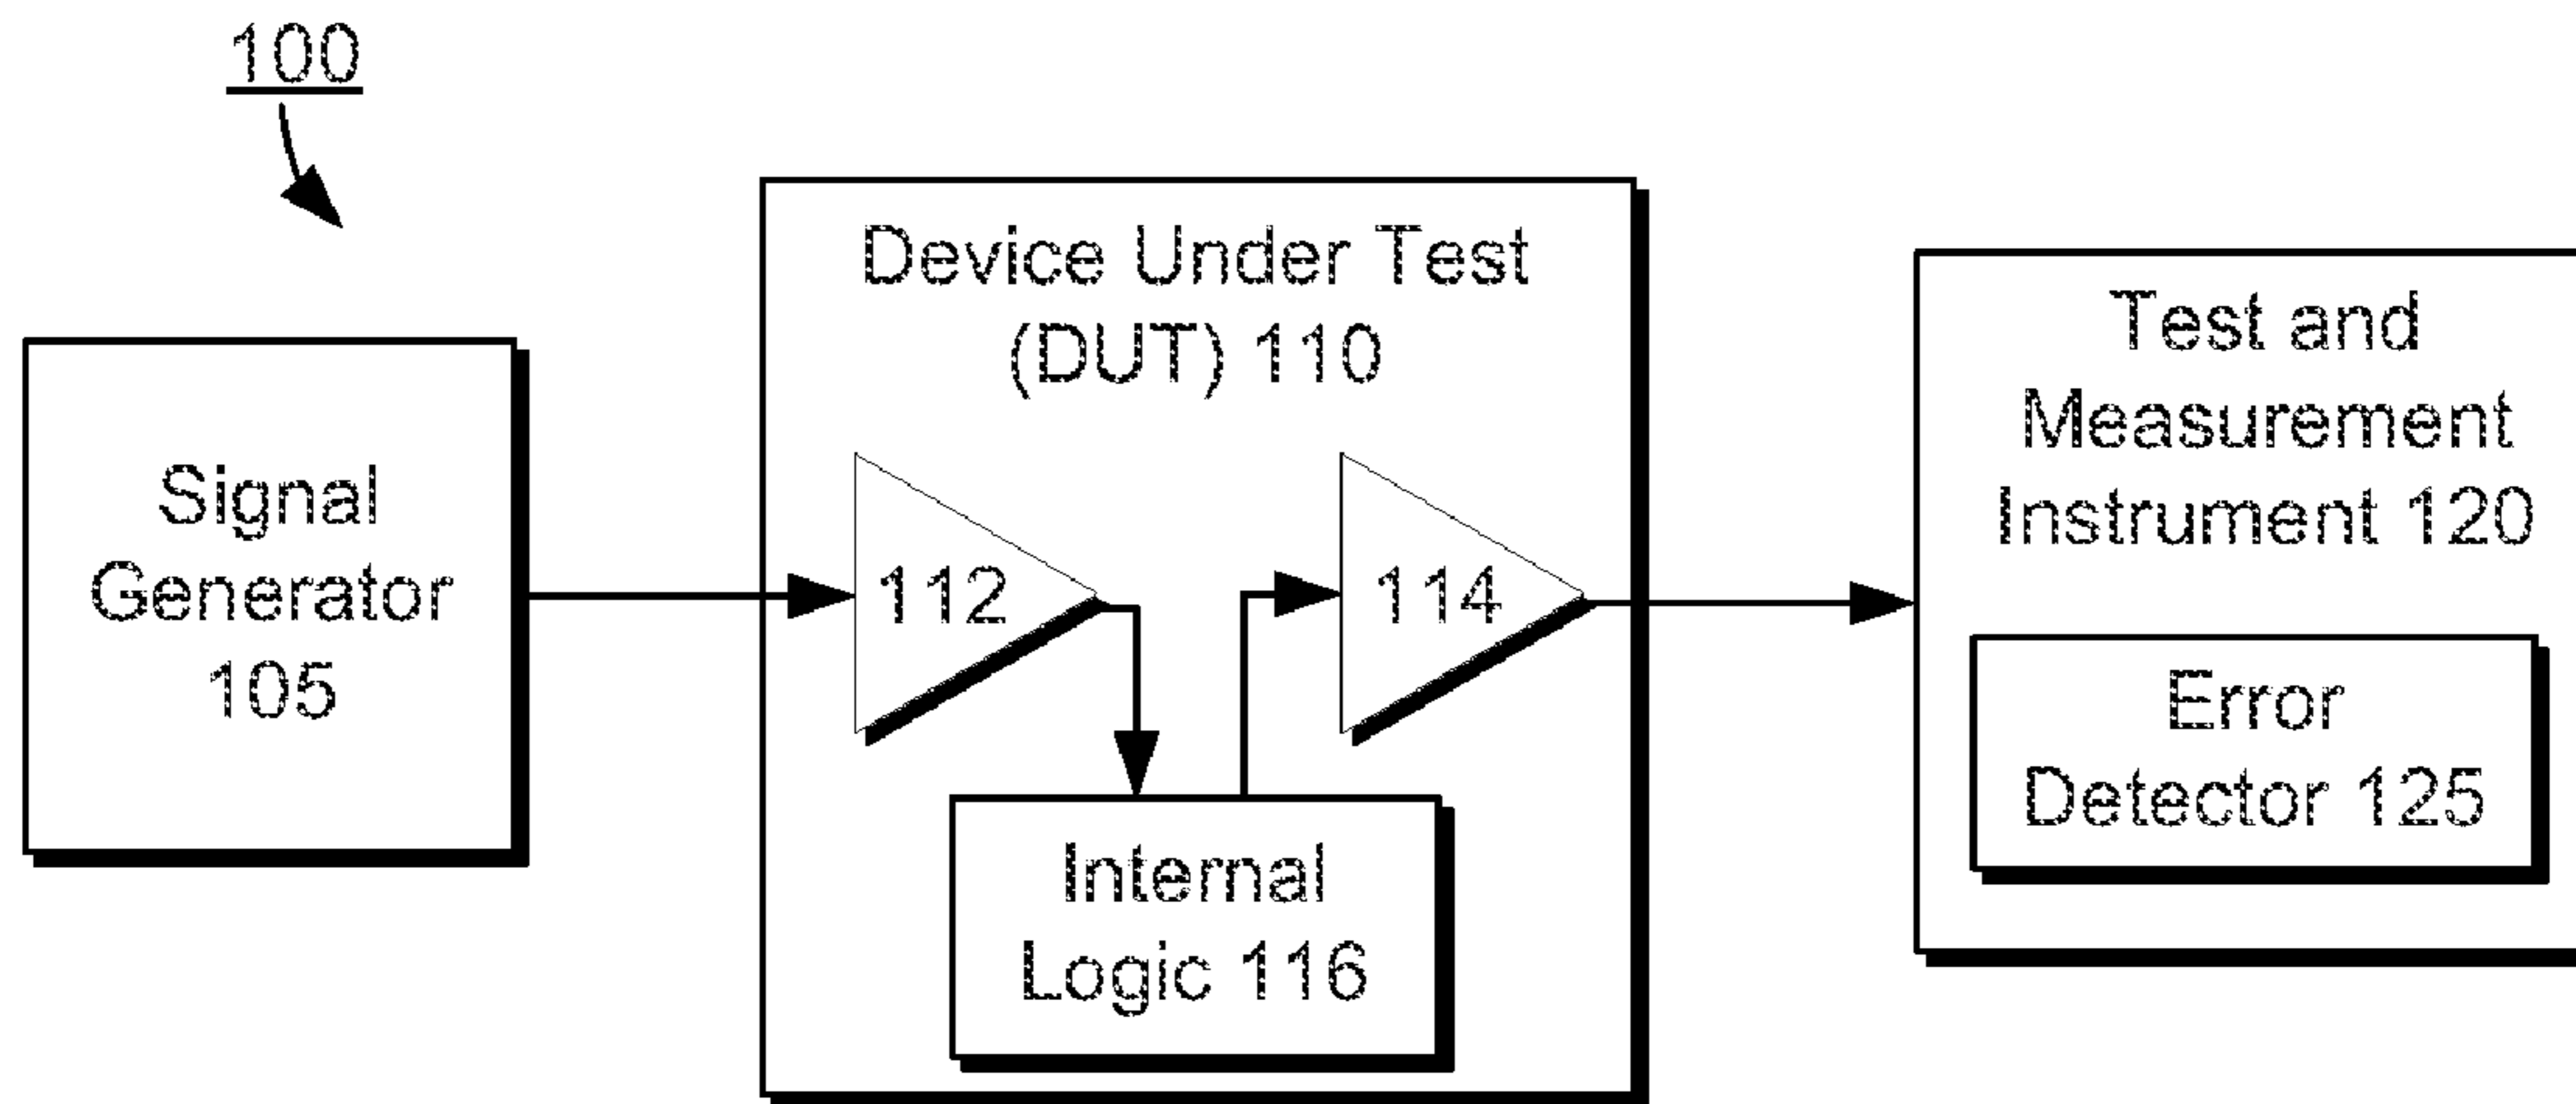 100
Signal
Generator
105
Device Under Test
(DUT) 110
112
114
Internal
Logic 116
Test and
Measurement
Instrument 120
Error
Detector 125